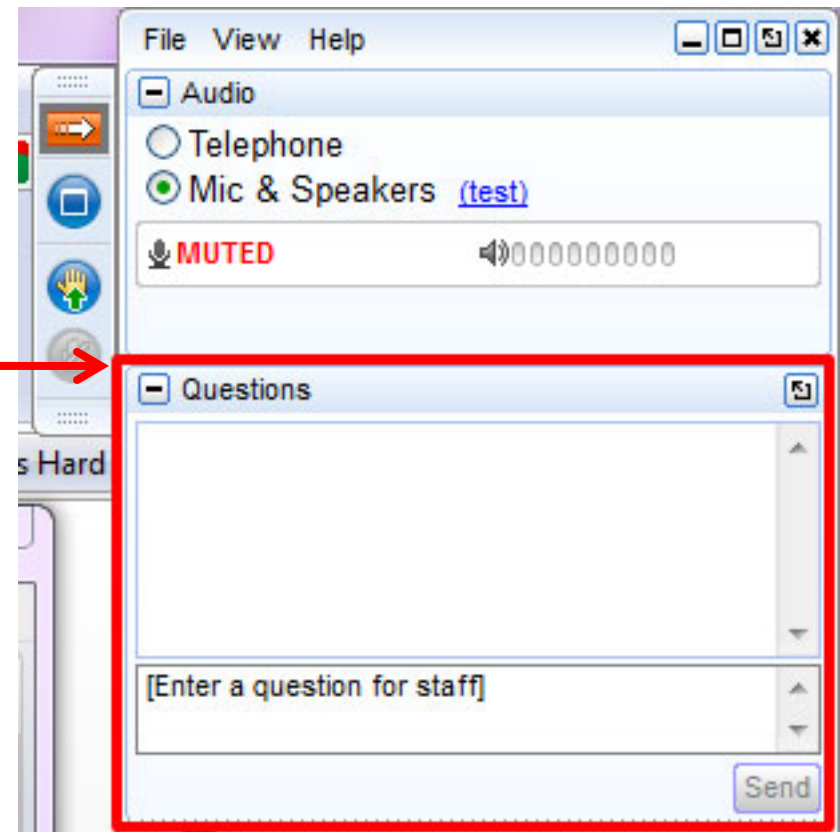 File View Help
Audio
Telephone
Mic & Speakers (test)
MUTED
Questions
s Hard
[Enter a question for staff]
Send